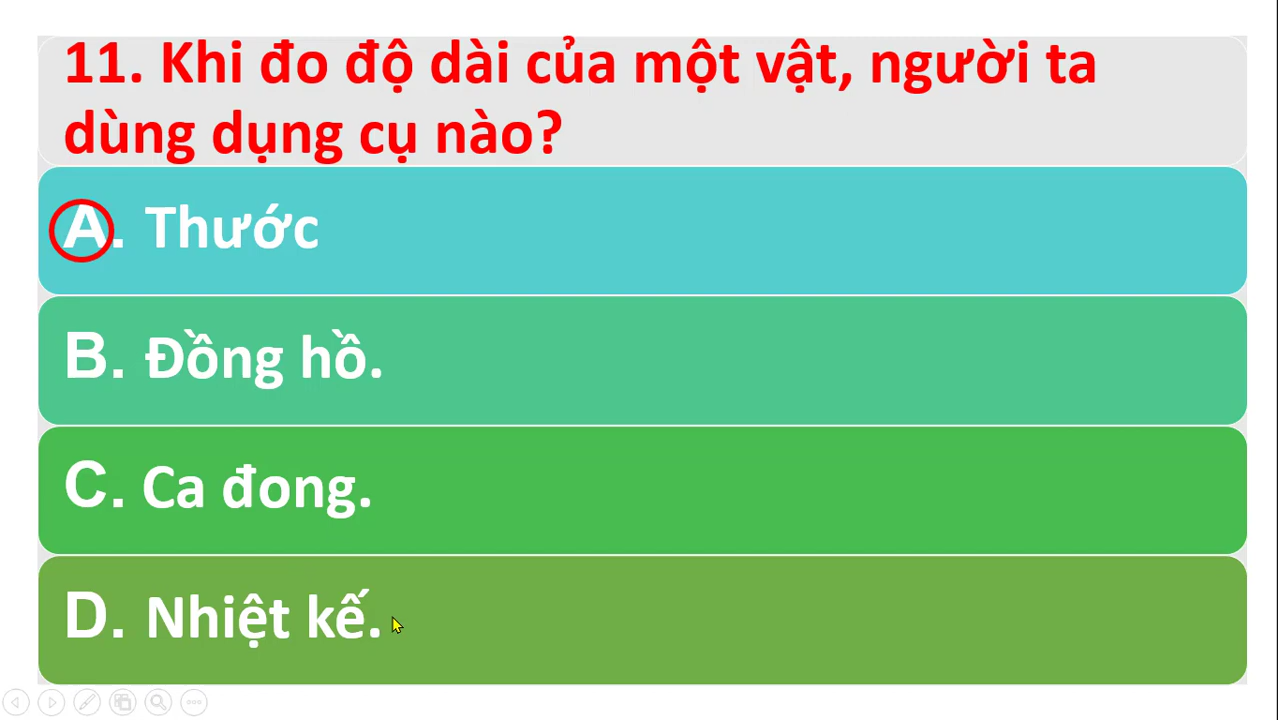 11. Khi đo độ dài của một vật, người ta
dùng dụng cụ nào?
A. Thước
B. Đồng hồ.
C. Ca đong.
D. Nhiệt kế.